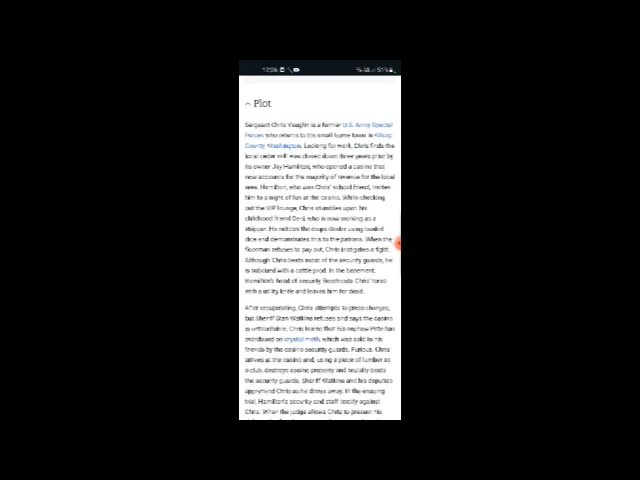 12:06
51%
Plot
Sergeant Chris Vaughn is a former U.S. Army Special
Forces who returns to his small home town in Kitsap
County, Washington. Looking for work, Chris finds the
local cedar mill was closed down three years prior by
its owner Jay Hamilton, who opened a casino that
now accounts for the majority of revenue for the local
area. Hamilton, who was Chris' school friend, invites
him to a night of fun at the casino. While checking
out the VIP lounge, Chris stumbles upon his
childhood friend Deni, who is now working as a
stripper. He notices the craps dealer using loaded
dice and demonstrates this to the patrons. When the
floorman refuses to pay out, Chris instigates a fight.
Although Chris beats most of the security guards, he
is subdued with a cattle prod. In the basement,
Hamilton's head of security Booth cuts Chris' torso
with a utility knife and leaves him for dead.
After recuperating, Chris attempts to press charges,
but Sheriff Stan Watkins refuses and says the casino
is untouchable. Chris learns that his nephew Pete has
overdosed on crystal meth, which was sold to his
friends by the casino security guards. Furious, Chris
arrives at the casino and, using a piece of lumber as
a club, destroys casino property and brutally beats
the security guards. Sheriff Watkins and his deputies
apprehend Chris as he drives away. In the ensuing
trial, Hamilton's security and staff testify against
Chris. When the judge allows Chris to present his